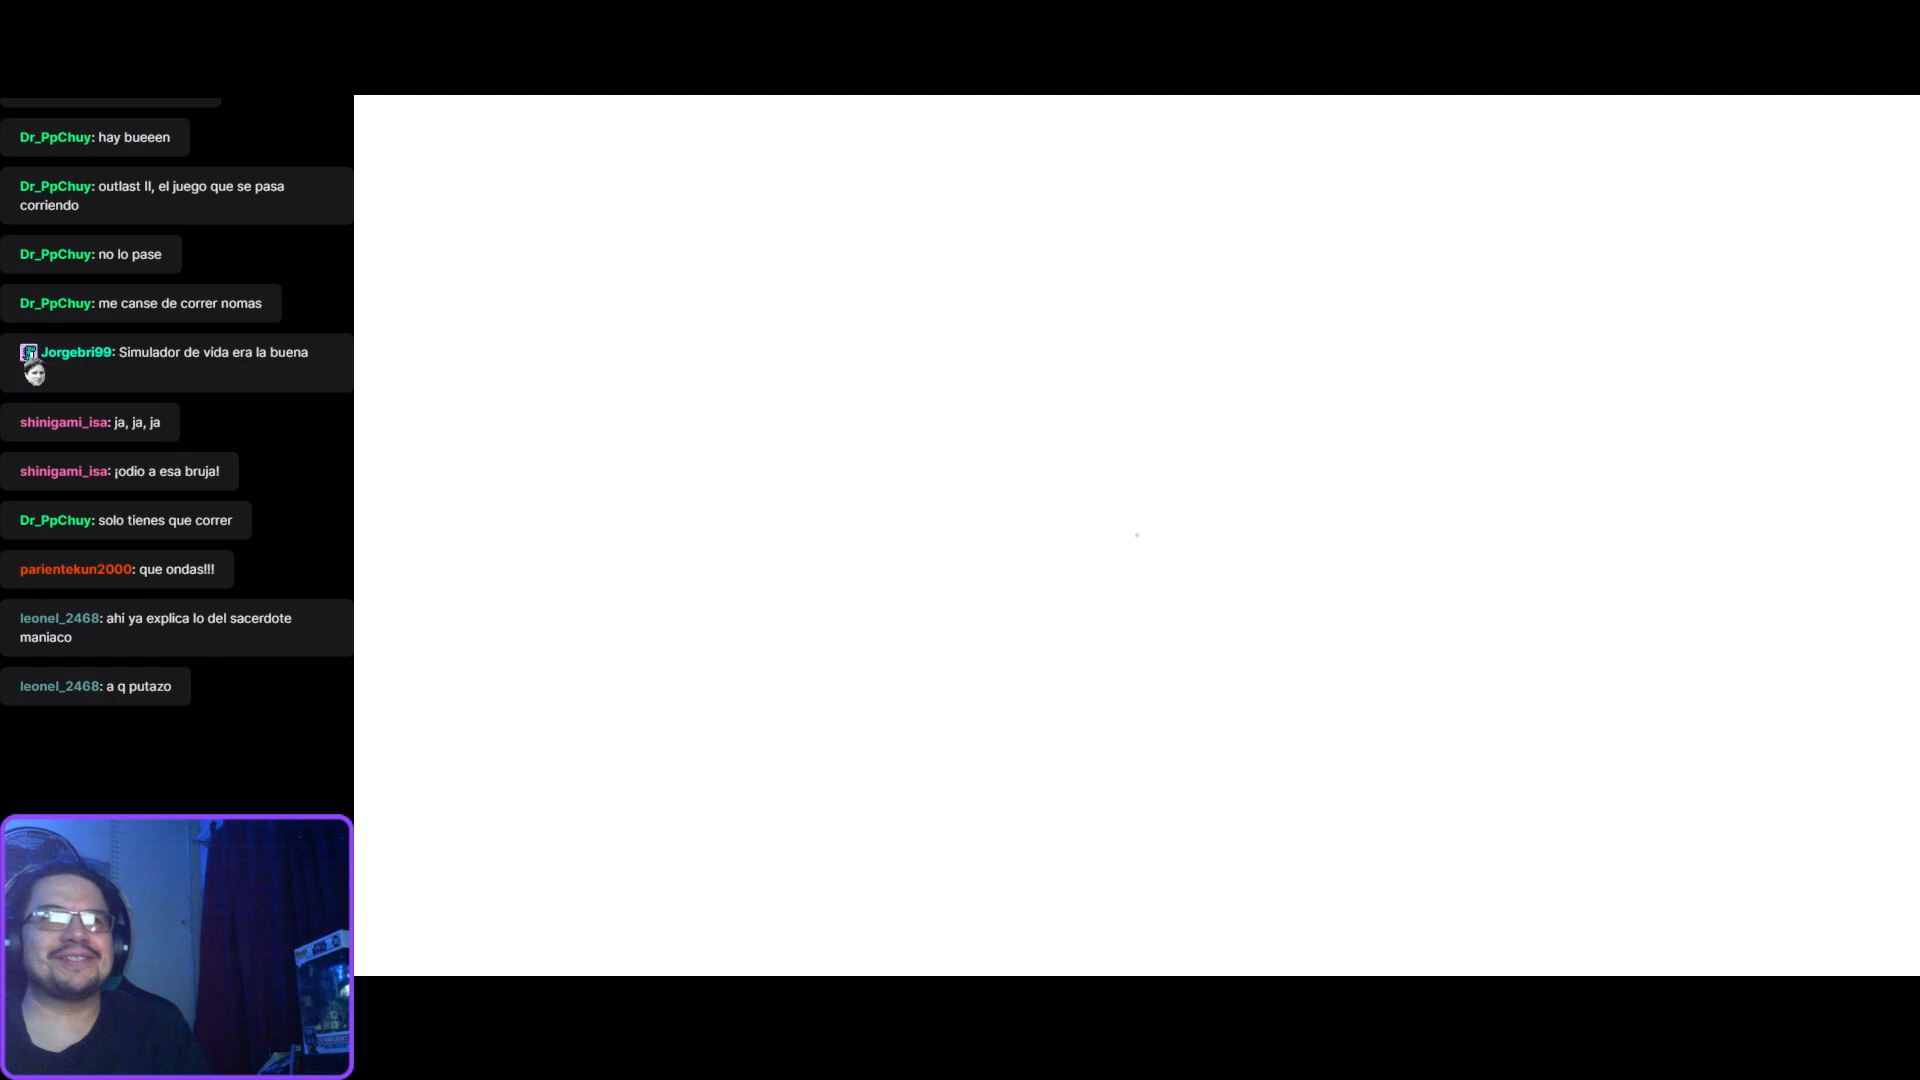 Dr_PpChuy: hay bueeen
Dr_PpChuy: outlast II, el juego que se pasa
corriendo
Dr_PpChuy: no lo pase
Dr_PpChuy: me canse de correr nomas
Jorgebri99: Simulador de vida era la buena
shinigami_isa: ja, ja, ja
shinigami_isa: ¡odio a esa bruja!
Dr_PpChuy: solo tienes que correr
parientekun2000: que ondas!!!
leonel_2468: ahi ya explica lo del sacerdote
maniaco
leonel_2468: a q putazo
STAR
WARS